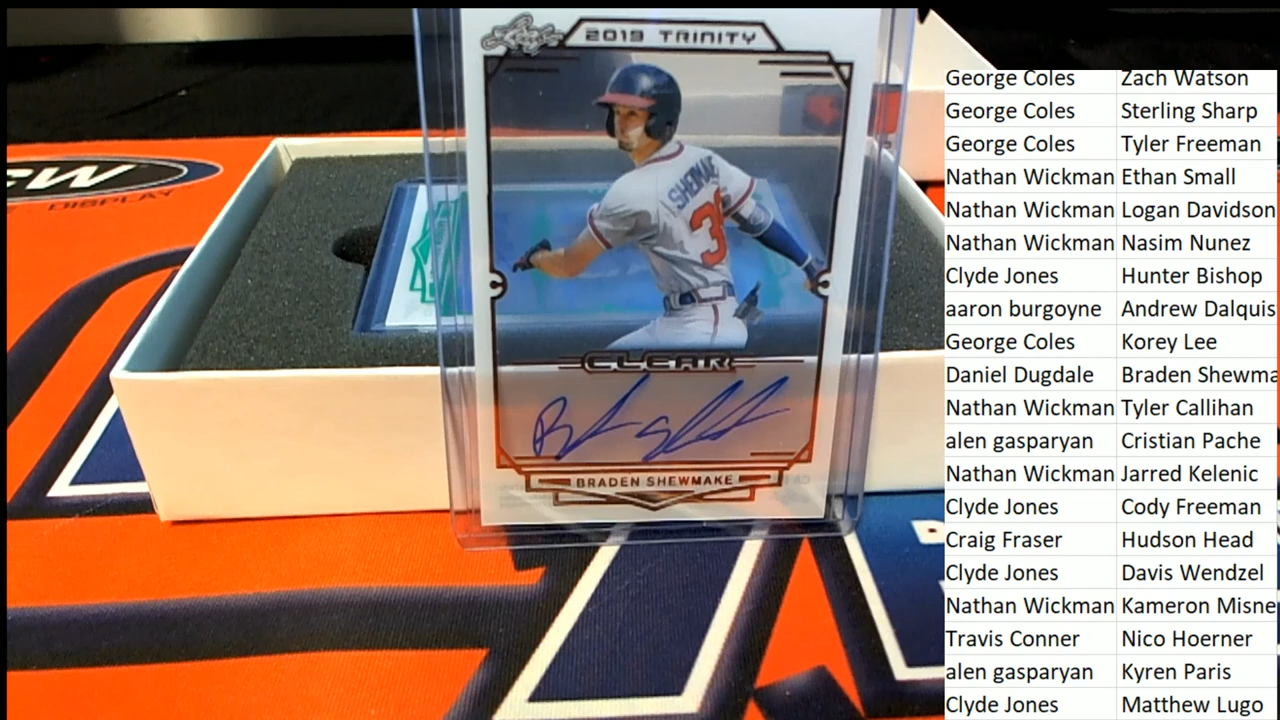 Leaf
2019 TRINITY
SHEWMAKE
CLEAR
BRADEN SHEWMAKE
CW
DISPLAY
George Coles Zach Watson
George Coles Sterling Sharp
George Coles Tyler Freeman
Nathan Wickman Ethan Small
Nathan Wickman Logan Davidson
Nathan Wickman Nasim Nunez
Clyde Jones Hunter Bishop
aaron burgoyne Andrew Dalquis
George Coles Korey Lee
Daniel Dugdale Braden Shewma
Nathan Wickman Tyler Callihan
alen gasparyan Cristian Pache
Nathan Wickman Jarred Kelenic
Clyde Jones Cody Freeman
Craig Fraser Hudson Head
Clyde Jones Davis Wendzel
Nathan Wickman Kameron Misne
Travis Conner Nico Hoerner
alen gasparyan Kyren Paris
Clyde Jones Matthew Lugo